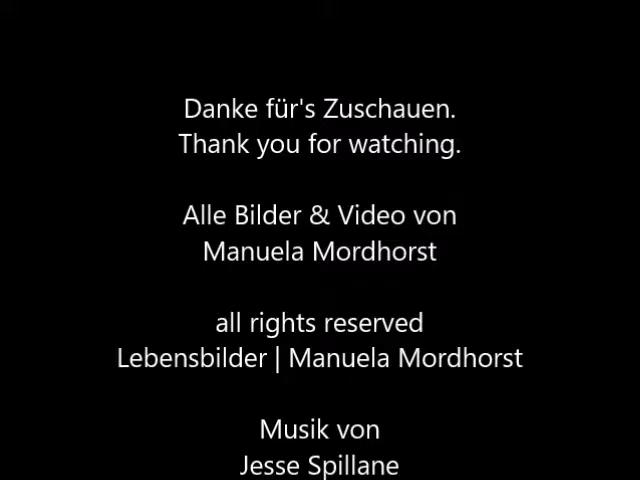 Danke für's Zuschauen.
Thank you for watching.
Alle Bilder & Video von
Manuela Mordhorst
all rights reserved
Lebensbilder | Manuela Mordhorst
Musik von
Jesse Spillane